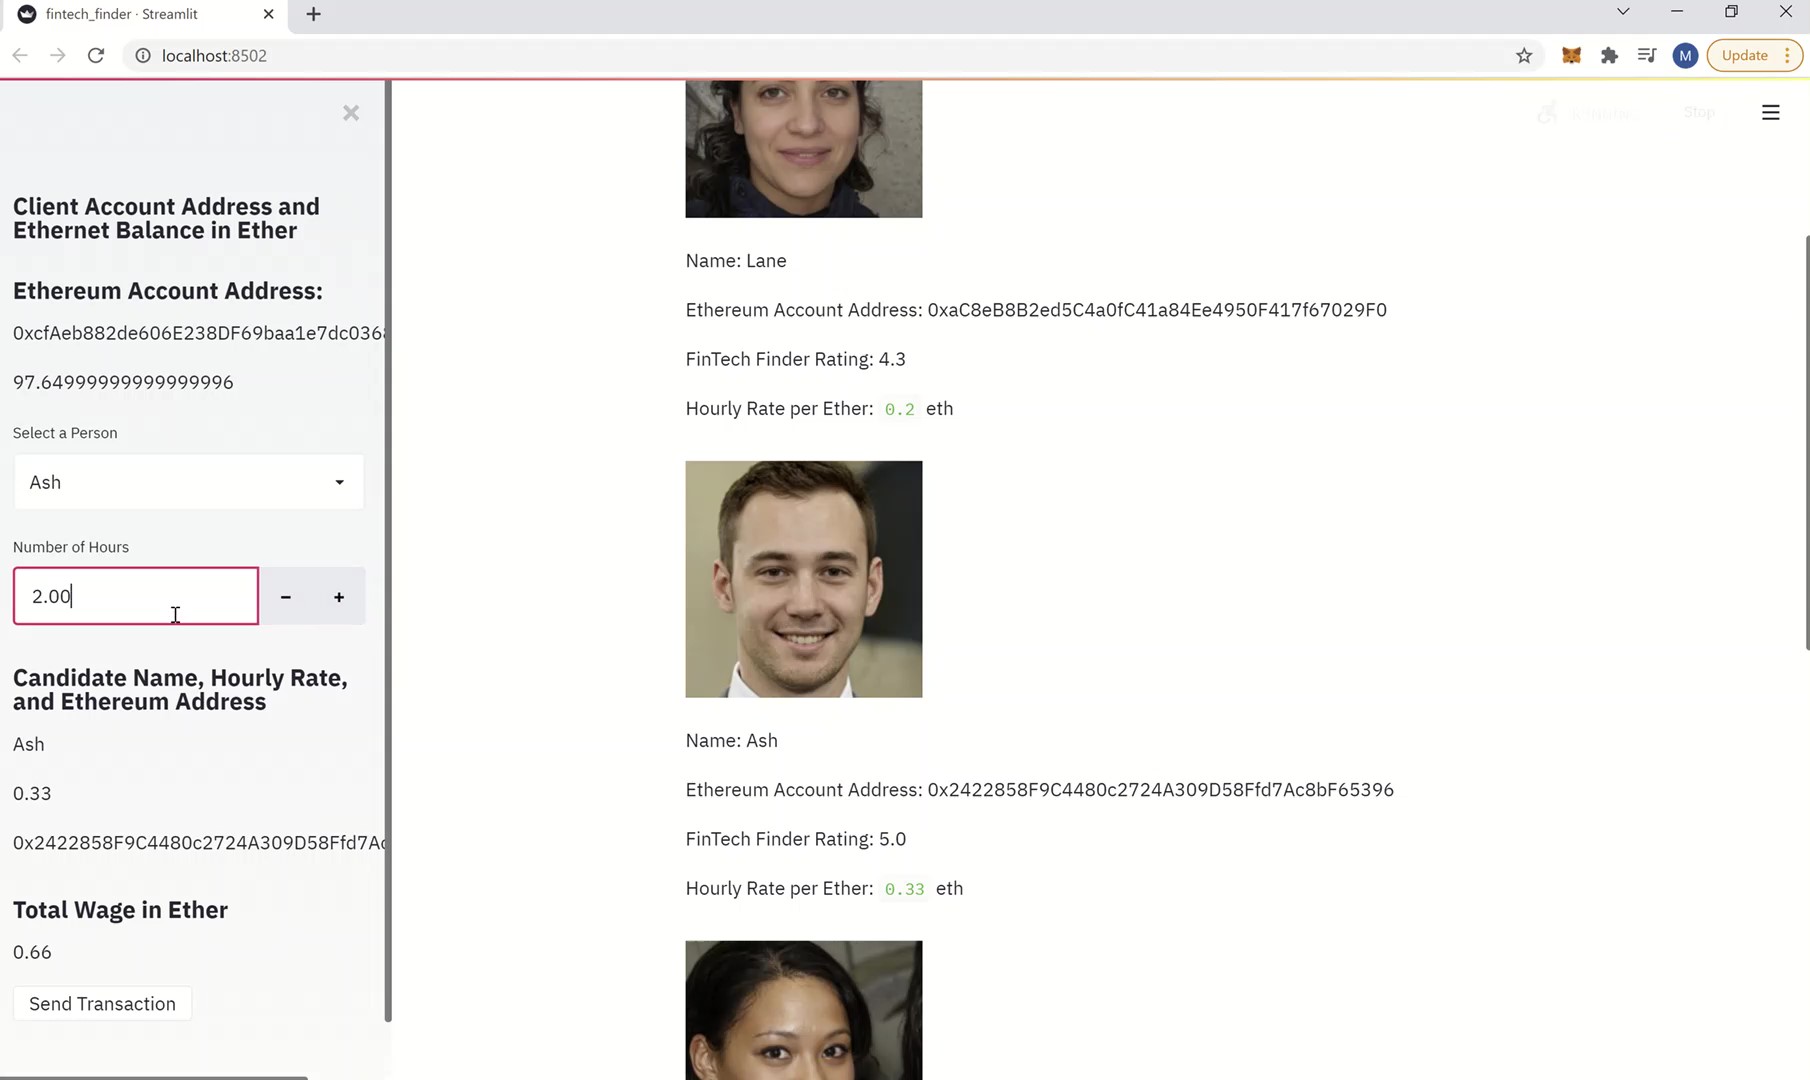 fintech_finder · Streamlit
localhost:8502
M
Update
Stop
Client Account Address and
Ethernet Balance in Ether
Ethereum Account Address:
0xcfAeb882de606E238DF69baa1e7dc036
97.64999999999999996
Select a Person
Ash
Number of Hours
2.00
- +
Candidate Name, Hourly Rate,
and Ethereum Address
Ash
0.33
0x2422858F9C4480c2724A309D58Ffd7Ac
Total Wage in Ether
0.66
Send Transaction
Name: Lane
Ethereum Account Address: 0xaC8eB8B2ed5C4a0fC41a84Ee4950F417f67029F0
FinTech Finder Rating: 4.3
Hourly Rate per Ether: 0.2 eth
Name: Ash
Ethereum Account Address: 0x2422858F9C4480c2724A309D58Ffd7Ac8bF65396
FinTech Finder Rating: 5.0
Hourly Rate per Ether: 0.33 eth